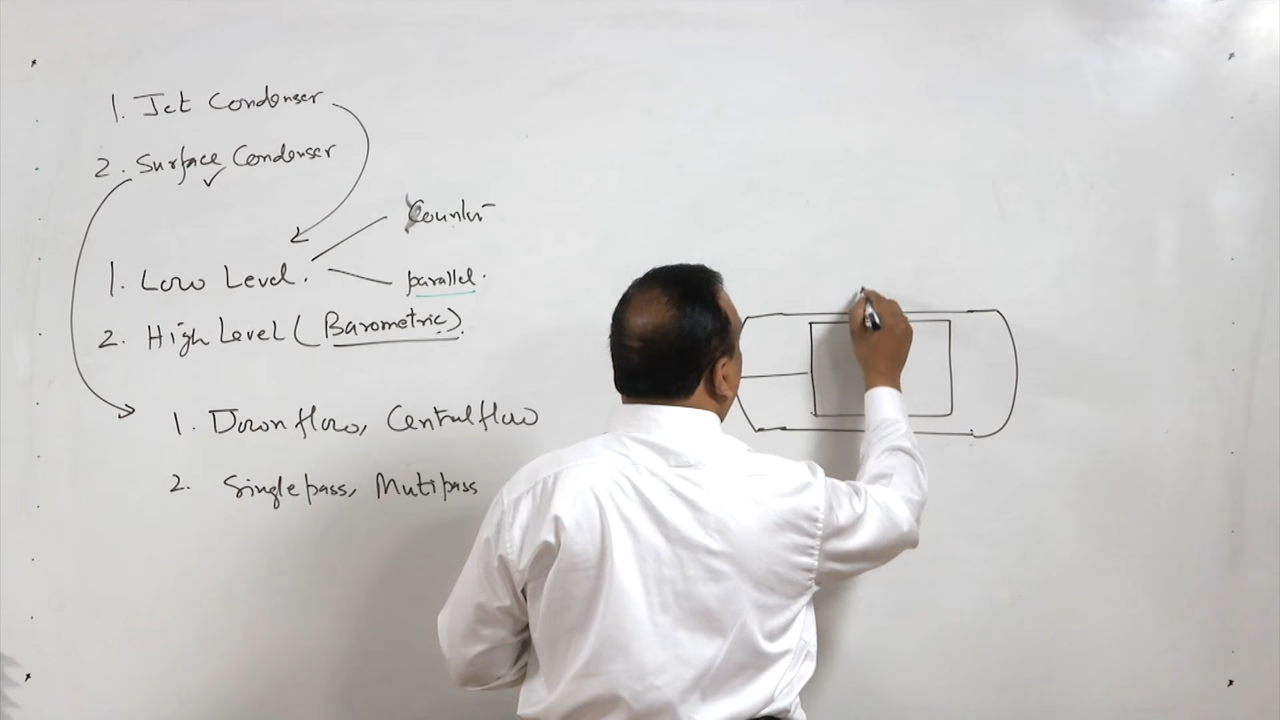 1. Jet Condenser
2. Surface Condenser
Counter
1. Low Level.
parallel.
2. High Level (Barometric).
1. Down flow, Central flow
2. Single pass, Mutipass